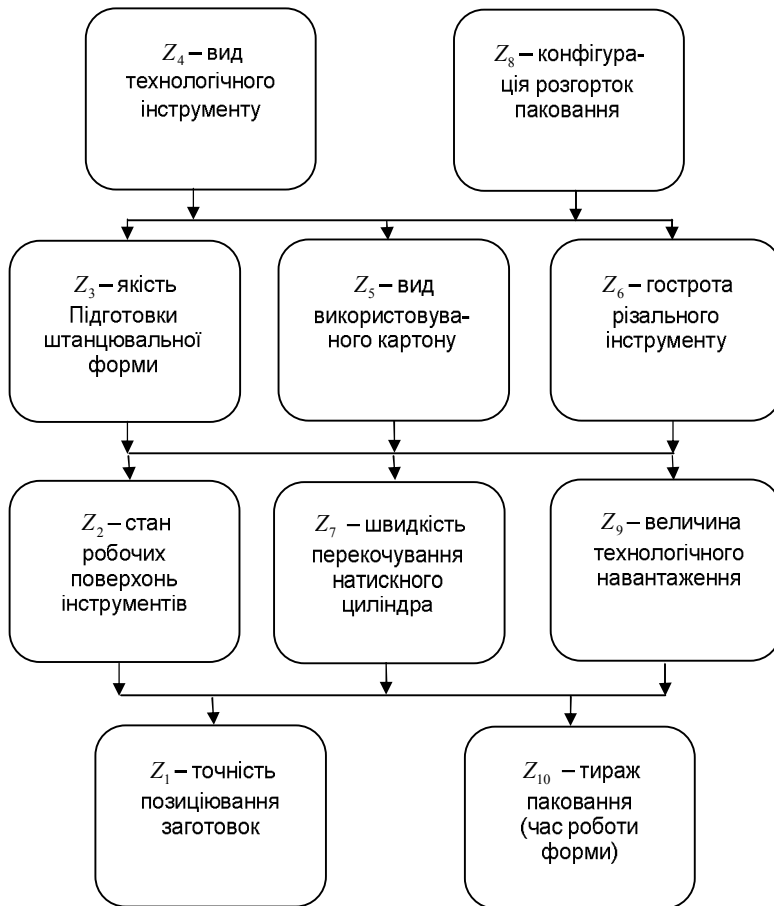 Z₄ – вид
технологічного
інструменту
Z₈ – конфігура-
ція розгорток
паковання
Z₃ – якість
Підготовки
штанцювальної
форми
Z₅ – вид
використовува-
ного картону
Z₆ – гострота
різального
інструменту
Z₂ – стан
робочих
поверхонь
інструментів
Z₇ – швидкість
перекочування
натискного
циліндра
Z₉ – величина
технологічного
навантаження
Z₁ – точність
позиціювання
заготовок
Z₁₀ – тираж
паковання
(час роботи
форми)